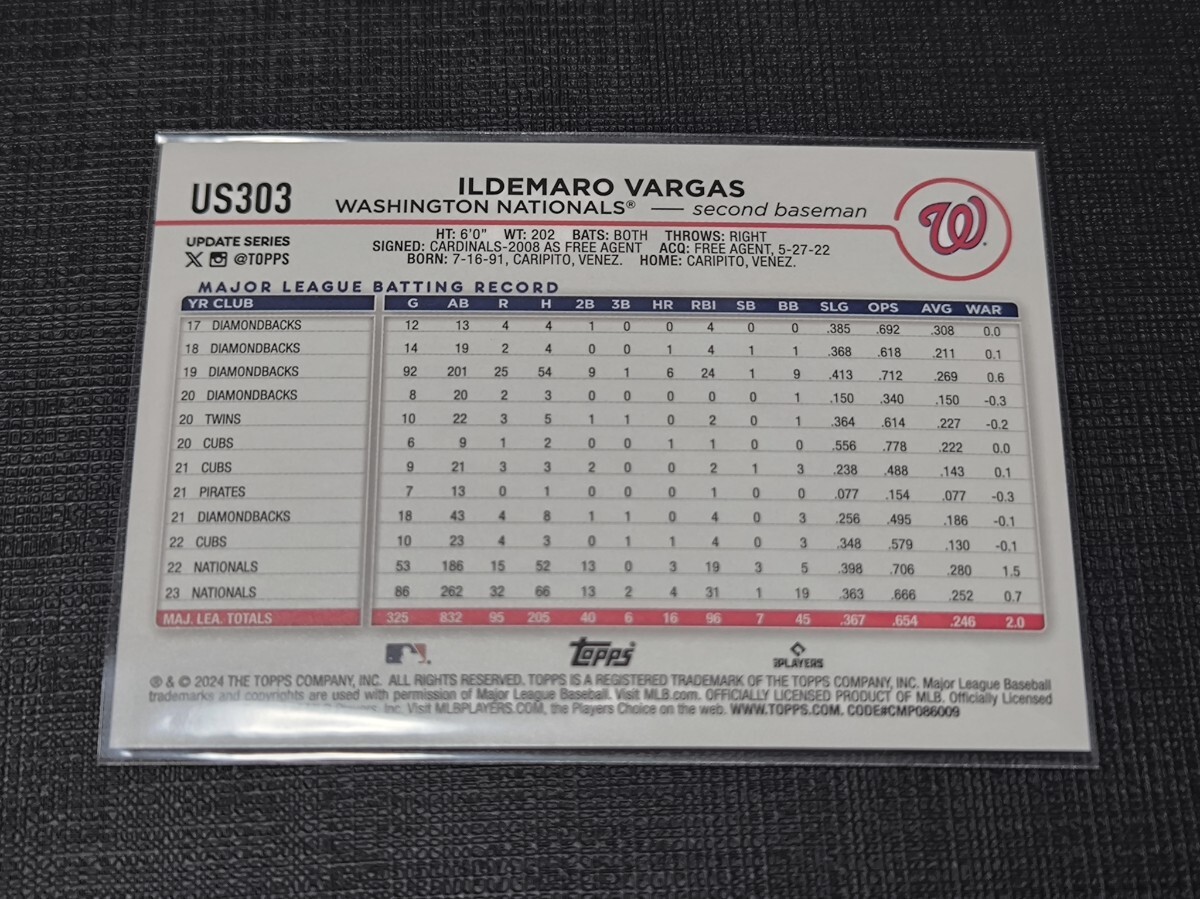 US303
ILDEMARO VARGAS
WASHINGTON NATIONALS® — second baseman
W
UPDATE SERIES
X @TOPPS
HT: 6'0" WT: 202 BATS: BOTH THROWS: RIGHT
SIGNED: CARDINALS-2008 AS FREE AGENT ACQ: FREE AGENT, 5-27-22
BORN: 7-16-91, CARIPITO, VENEZ. HOME: CARIPITO, VENEZ.
MAJOR LEAGUE BATTING RECORD
YR CLUB G AB R H 2B 3B HR RBI SB BB SLG OPS AVG WAR
17 DIAMONDBACKS 12 13 4 4 1 0 0 4 0 0 .385 .692 .308 0.0
18 DIAMONDBACKS 14 19 2 4 0 0 1 4 1 1 .368 .618 .211 0.1
19 DIAMONDBACKS 92 201 25 54 9 1 6 24 1 9 .413 .712 .269 0.6
20 DIAMONDBACKS 8 20 2 3 0 0 0 0 0 1 .150 .340 .150 -0.3
20 TWINS 10 22 3 5 1 1 0 2 0 1 .364 .614 .227 -0.2
20 CUBS 6 9 1 2 0 0 1 1 0 0 .556 .778 .222 0.0
21 CUBS 9 21 3 3 2 0 0 2 1 3 .238 .488 .143 0.1
21 PIRATES 7 13 0 1 0 0 0 1 0 0 .077 .154 .077 -0.3
21 DIAMONDBACKS 18 43 4 8 1 1 0 4 0 3 .256 .495 .186 -0.1
22 CUBS 10 23 4 3 0 1 1 4 0 3 .348 .579 .130 -0.1
22 NATIONALS 53 186 15 52 13 0 3 19 3 5 .398 .706 .280 1.5
23 NATIONALS 86 262 32 66 13 2 4 31 1 19 .363 .666 .252 0.7
MAJ. LEA. TOTALS 325 832 95 205 40 6 16 96 7 45 .367 .654 .246 2.0
Topps
PLAYERS
® & © 2024 THE TOPPS COMPANY, INC. ALL RIGHTS RESERVED. TOPPS IS A REGISTERED TRADEMARK OF THE TOPPS COMPANY, INC. Major League Baseball
trademarks and copyrights are used with permission of Major League Baseball. Visit MLB.com. OFFICIALLY LICENSED PRODUCT OF MLB. Officially Licensed
Players, Inc. Visit MLBPLAYERS.COM, the Players Choice on the web. WWW.TOPPS.COM. CODE#CMP086009